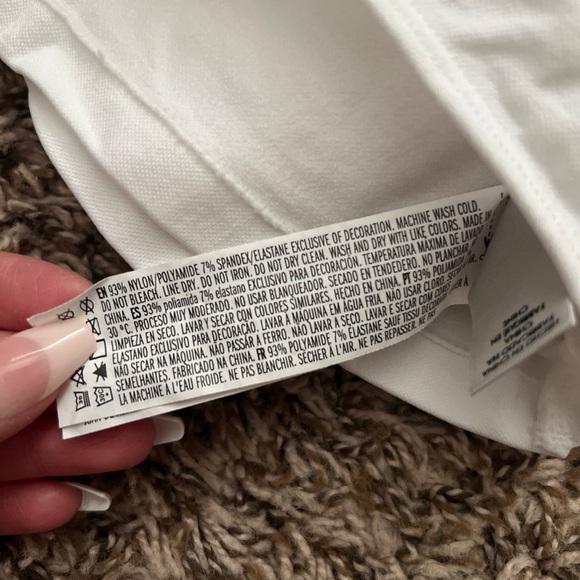 EN 93% NYLON/POLYAMIDE 7% SPANDEX/ELASTANE EXCLUSIVE OF DECORATION. MACHINE WASH COLD.
DO NOT BLEACH. LINE DRY. DO NOT IRON. DO NOT DRY CLEAN. WASH AND DRY WITH LIKE COLORS. MADE IN
CHINA. ES 93% poliamida 7% elastano EXCLUSIVO PARA DECORACIÓN. TEMPERATURA MÁXIMA DE LAVADO
30 °C. PROCESO MUY MODERADO. NO USAR BLANQUEADOR. SECADO EN TENDEDERO. NO PLANCHAR.
LIMPIEZA EN SECO. LAVAR Y SECAR CON COLORES SIMILARES. HECHO EN CHINA. 93% POLIAMIDA,
ELASTANO EXCLUSIVO PARA DECORAÇÃO. LAVAR À MÁQUINA EM ÁGUA FRIA. NÃO USAR CLORO.
NÃO SECAR NA MÁQUINA. NÃO PASSAR A FERRO. NÃO LAVAR A SECO. LAVAR E SECAR COM CORES
SEMELHANTES. FABRICADO NA CHINA. FR 93% POLYAMIDE 7% ÉLASTANE SAUF TISSU
LA MACHINE À L'EAU FROIDE. NE PAS BLANCHIR. SÉCHER À L'AIR. NE PAS REPASSER.
CHINA